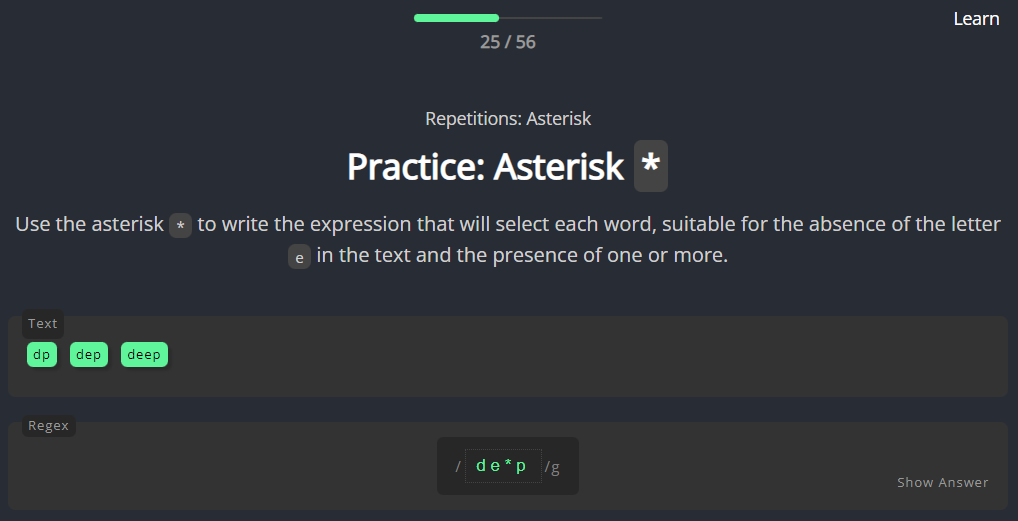 Learn
25 / 56
Repetitions: Asterisk
Practice: Asterisk *
Use the asterisk * to write the expression that will select each word, suitable for the absence of the letter
e in the text and the presence of one or more.
Text
dp dep deep
Regex
/ de*p /g
Show Answer